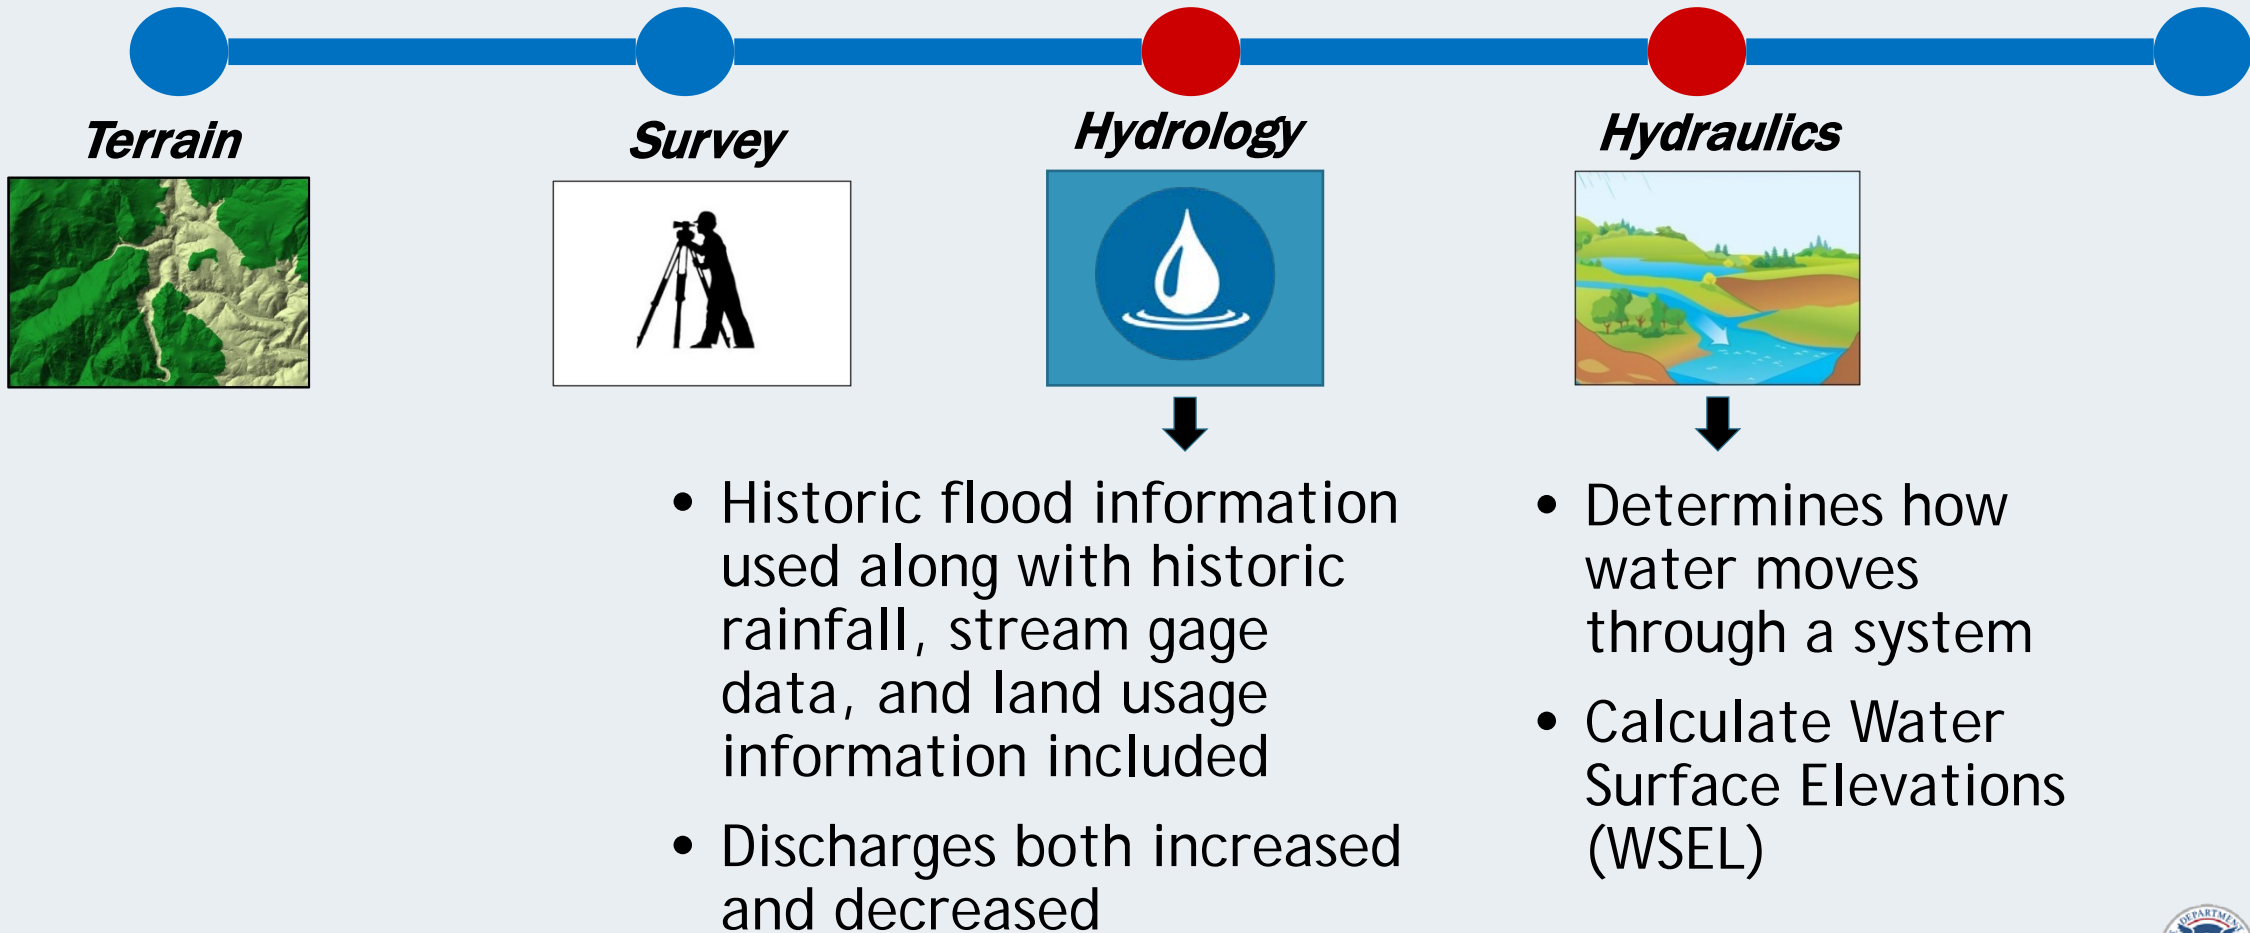 Terrain
Survey
Hydrology
Hydraulics
• Historic flood information
used along with historic
rainfall, stream gage
data, and land usage
information included
• Discharges both increased
and decreased
• Determines how
water moves
through a system
• Calculate Water
Surface Elevations
(WSEL)